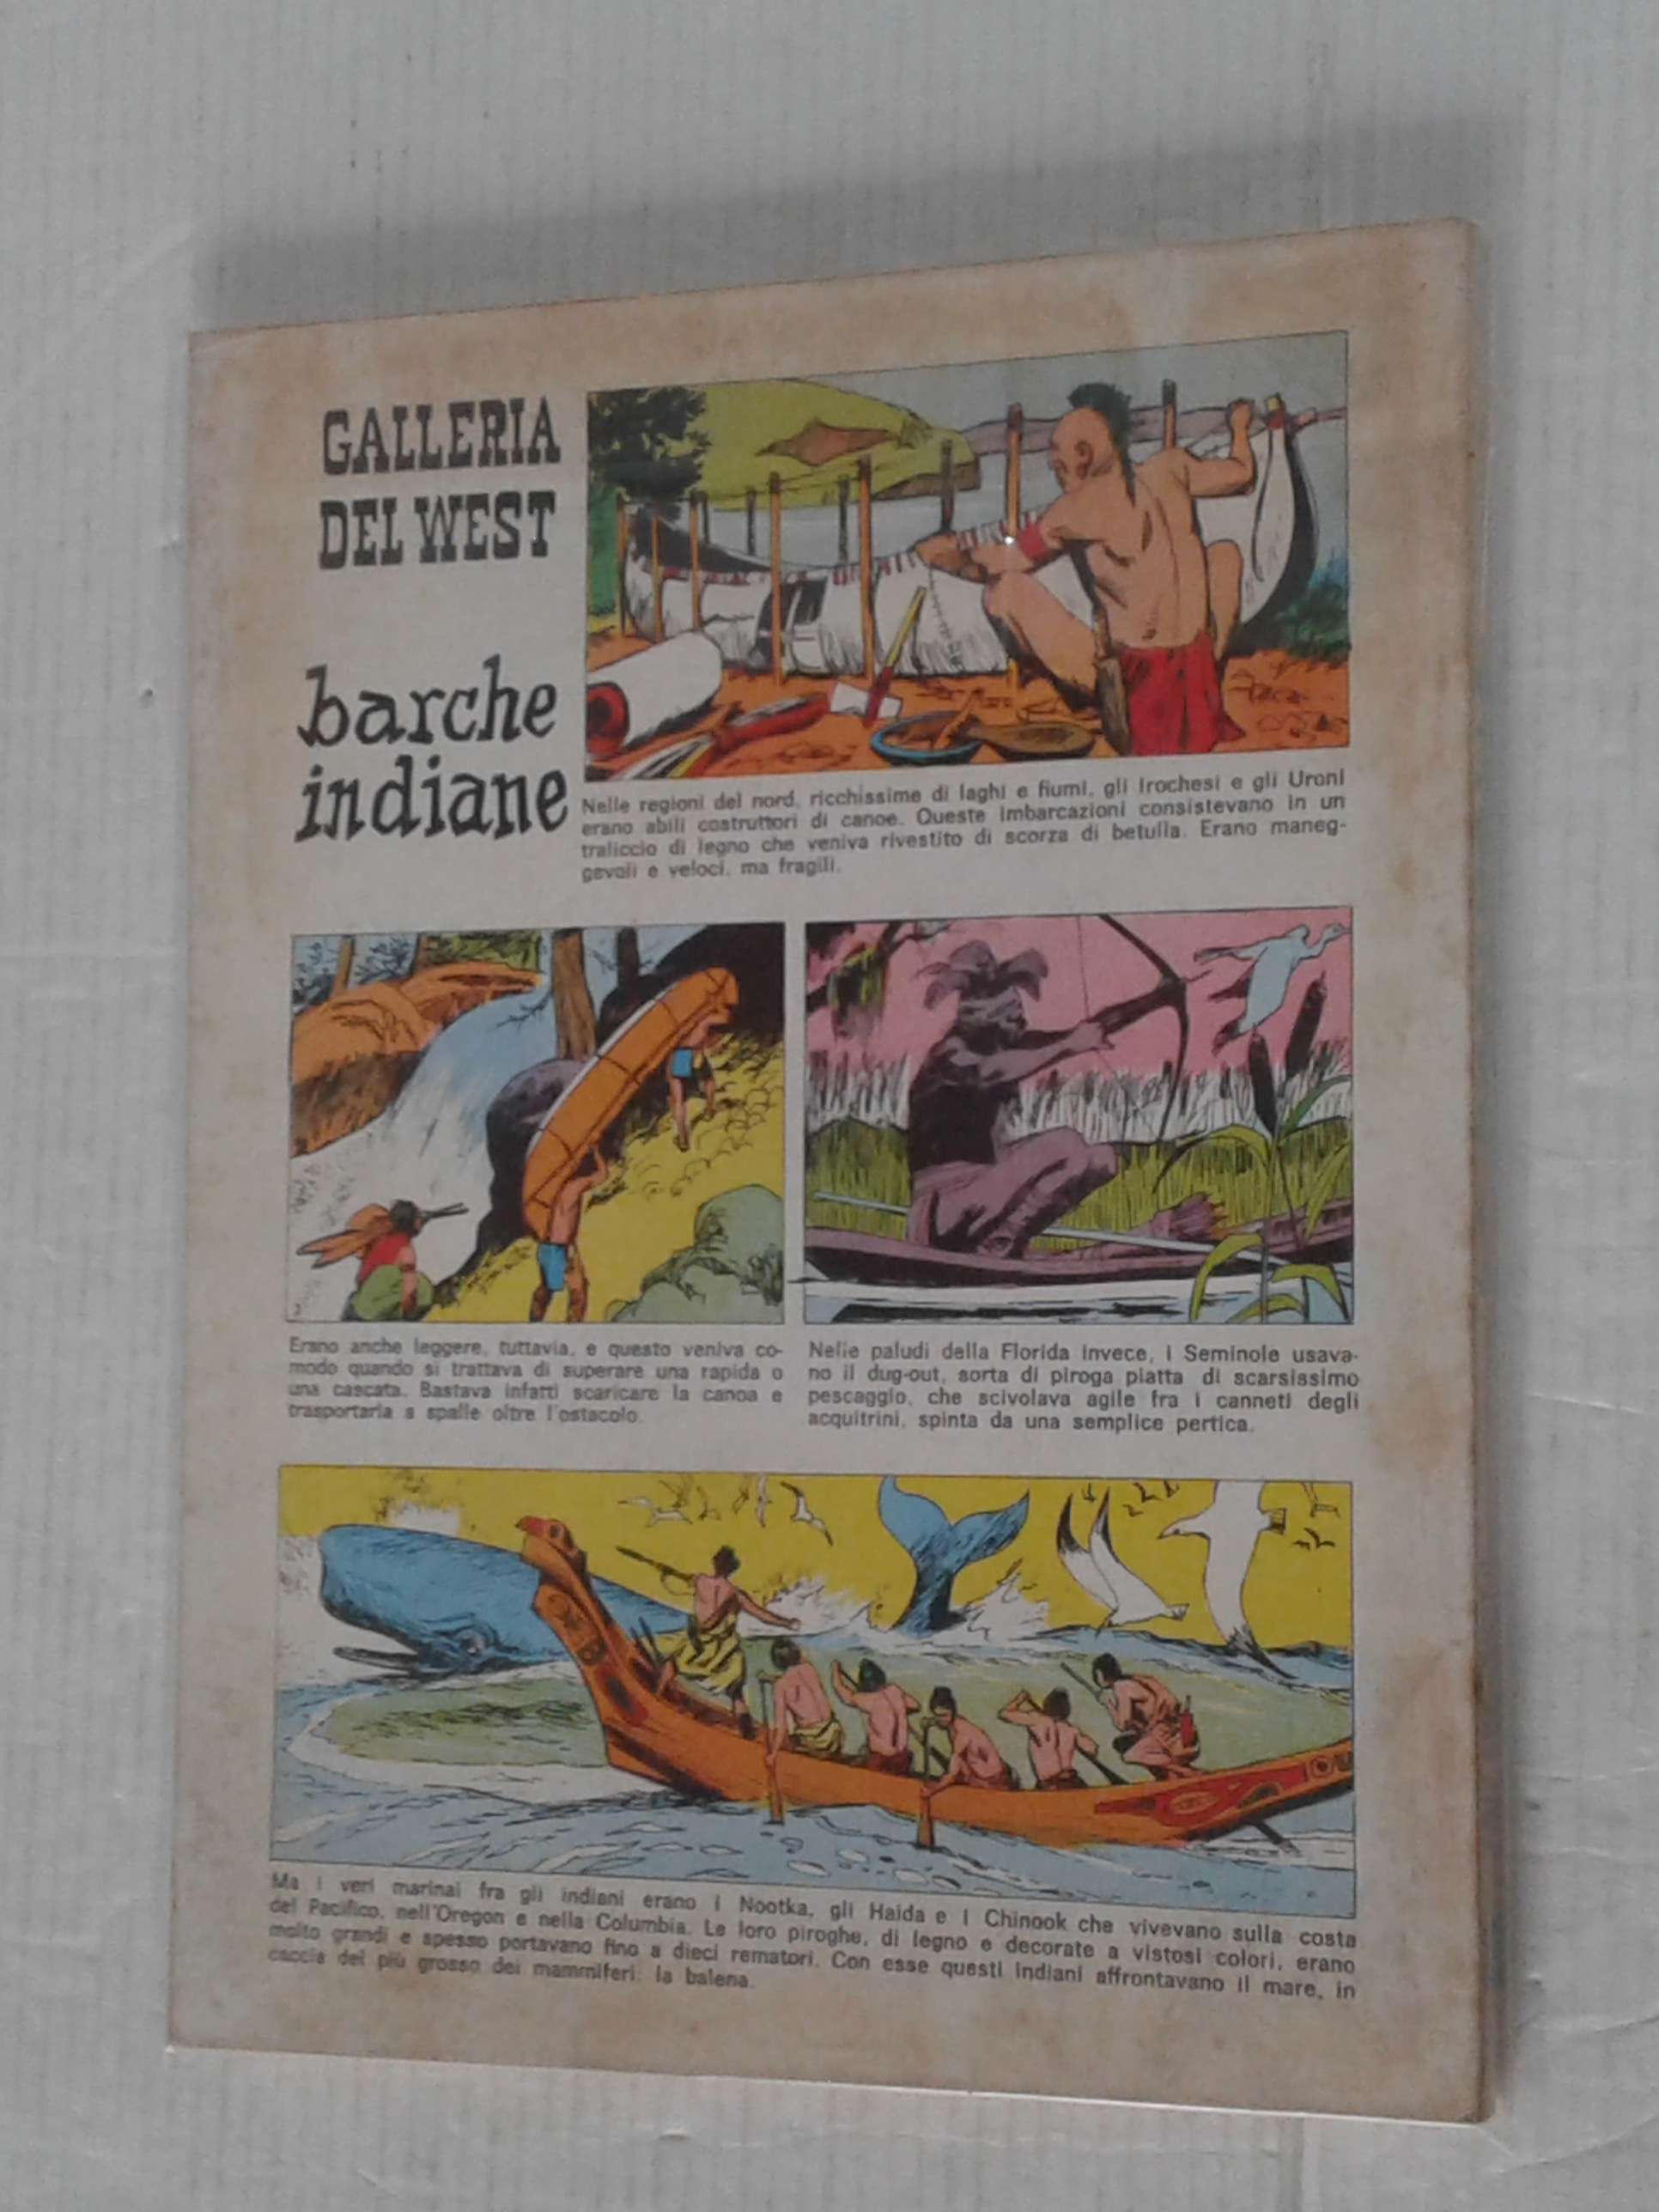 GALLERIA
DEL WEST
barche
indiane
Nelle regioni del nord, ricchissime di laghi e fiumi, gli Irochesi e gli Uroni
erano abili costruttori di canoe. Queste imbarcazioni consistevano in un
traliccio di legno che veniva rivestito di scorza di betulla. Erano maneg-
gevoli e veloci, ma fragili.
Erano anche leggere, tuttavia, e questo veniva co-
modo quando si trattava di superare una rapida o
una cascata. Bastava infatti scaricare la canoa e
trasportarla a spalle oltre l'ostacolo.
Nelle paludi della Florida invece, i Seminole usava-
no il dug-out, sorta di piroga piatta di scarsissimo
pescaggio, che scivolava agile fra i canneti degli
acquitrini, spinta da una semplice pertica.
Ma i veri marinai fra gli indiani erano i Nootka, gli Haida e i Chinook che vivevano sulla costa
del Pacifico, nell'Oregon e nella Columbia. Le loro piroghe, di legno e decorate a vistosi colori, erano
molto grandi e spesso portavano fino a dieci rematori. Con esse questi indiani affrontavano il mare, in
caccia del più grosso dei mammiferi: la balena.